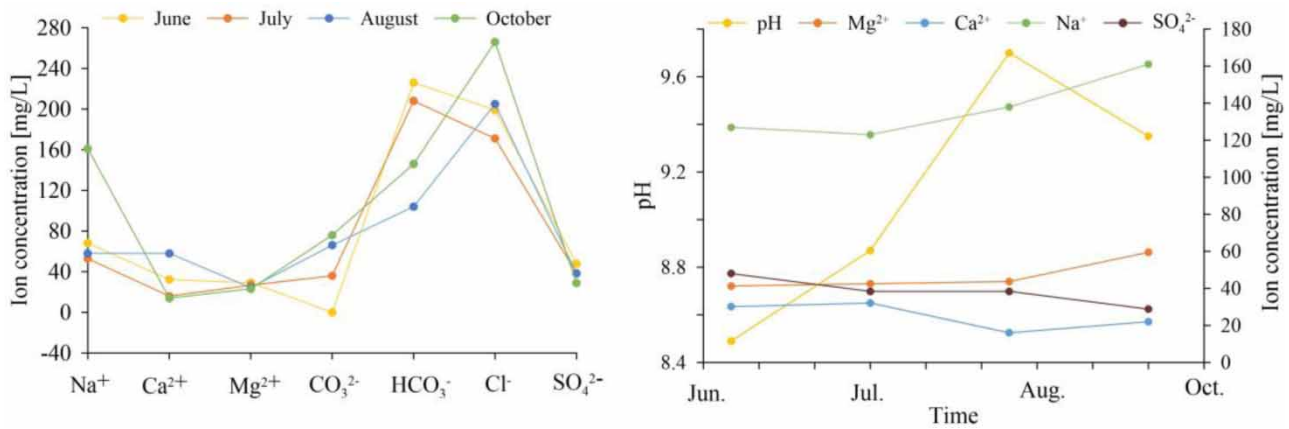 June July August October
280
240
200
160
120
80
40
0
-40
Ion concentration [mg/L]
Na⁺ Ca²⁺ Mg²⁺ CO₃²⁻ HCO₃⁻ Cl⁻ SO₄²⁻
pH Mg²⁺ Ca²⁺ Na⁺ SO₄²⁻
9.6
9.2
8.8
8.4
pH
180
160
140
120
100
80
60
40
20
0
Ion concentration [mg/L]
Jun. Jul. Aug. Oct.
Time